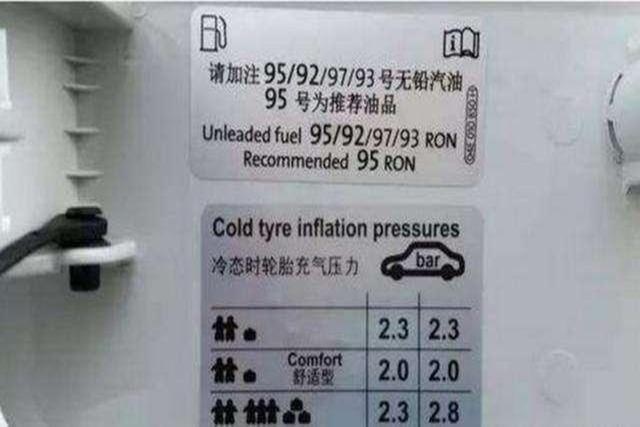 请加注 95/92/97/93 号无铅汽油
95 号为推荐油品
Unleaded fuel 95/92/97/93 RON
Recommended 95 RON
Cold tyre inflation pressures
冷态时轮胎充气压力
bar
2.3 2.3
Comfort
舒适型
2.0 2.0
2.3 2.8